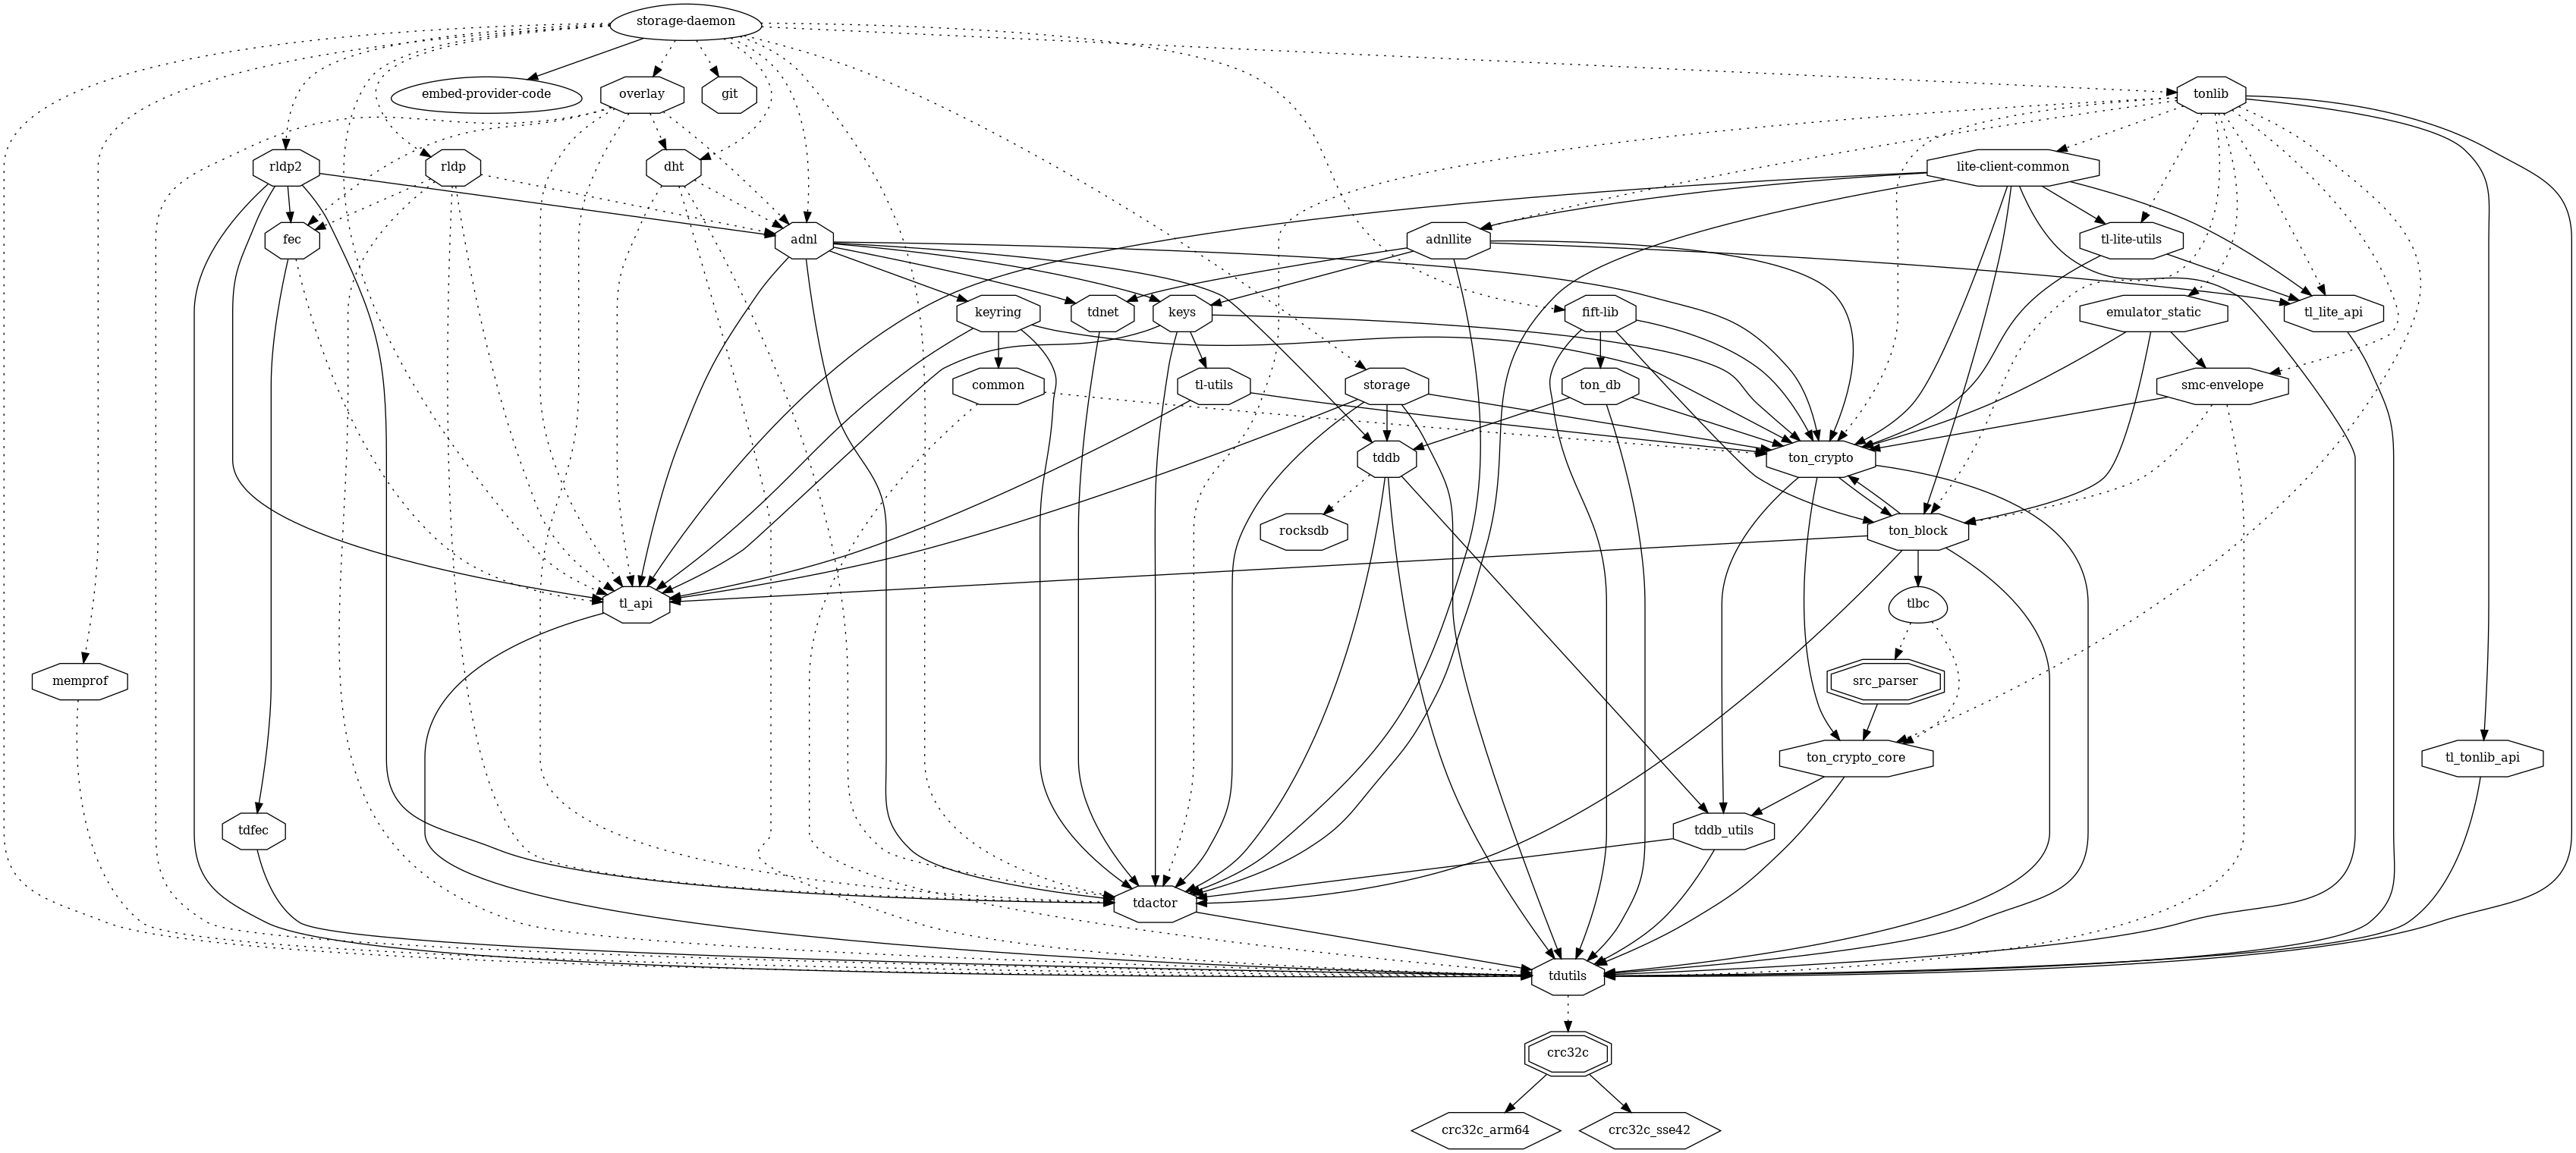 storage-daemon
embed-provider-code
overlay
git
tonlib
rldp2
rldp
dht
lite-client-common
fec
adnl
adnllite
tl-lite-utils
keyring
tdnet
keys
fift-lib
emulator_static
tl_lite_api
common
tl-utils
storage
ton_db
smc-envelope
tddb
ton_crypto
rocksdb
ton_block
tl_api
tlbc
memprof
src_parser
ton_crypto_core
tl_tonlib_api
tdfec
tddb_utils
tdactor
tdutils
crc32c
crc32c_arm64
crc32c_sse42